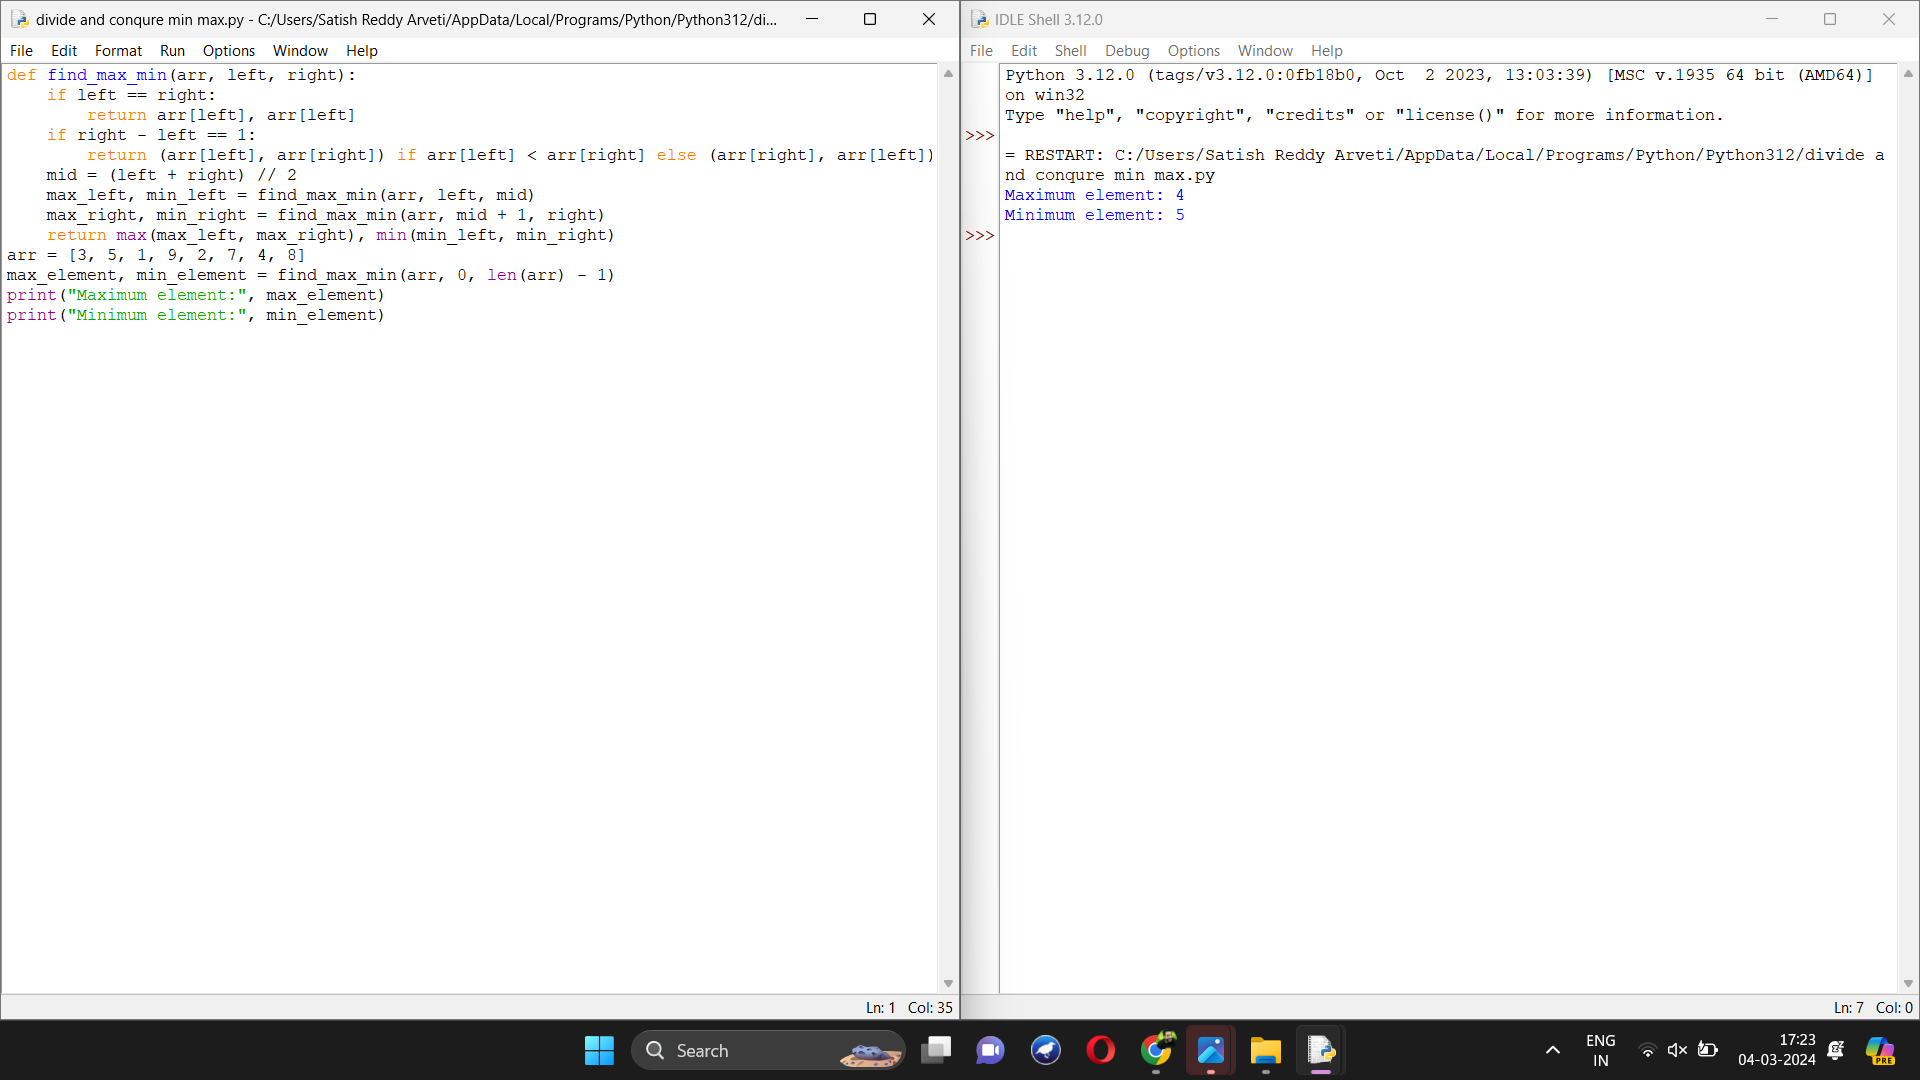 divide and conqure min max.py - C:/Users/Satish Reddy Arveti/AppData/Local/Programs/Python/Python312/di...
File Edit Format Run Options Window Help
def find_max_min(arr, left, right):
    if left == right:
        return arr[left], arr[left]
    if right - left == 1:
        return (arr[left], arr[right]) if arr[left] < arr[right] else (arr[right], arr[left])
    mid = (left + right) // 2
    max_left, min_left = find_max_min(arr, left, mid)
    max_right, min_right = find_max_min(arr, mid + 1, right)
    return max(max_left, max_right), min(min_left, min_right)
arr = [3, 5, 1, 9, 2, 7, 4, 8]
max_element, min_element = find_max_min(arr, 0, len(arr) - 1)
print("Maximum element:", max_element)
print("Minimum element:", min_element)
Ln: 1 Col: 35
IDLE Shell 3.12.0
File Edit Shell Debug Options Window Help
Python 3.12.0 (tags/v3.12.0:0fb18b0, Oct  2 2023, 13:03:39) [MSC v.1935 64 bit (AMD64)]
on win32
Type "help", "copyright", "credits" or "license()" for more information.
>>>
= RESTART: C:/Users/Satish Reddy Arveti/AppData/Local/Programs/Python/Python312/divide a
nd conqure min max.py
Maximum element: 4
Minimum element: 5
>>>
Ln: 7 Col: 0
Search
ENG
IN
17:23
04-03-2024
PRE